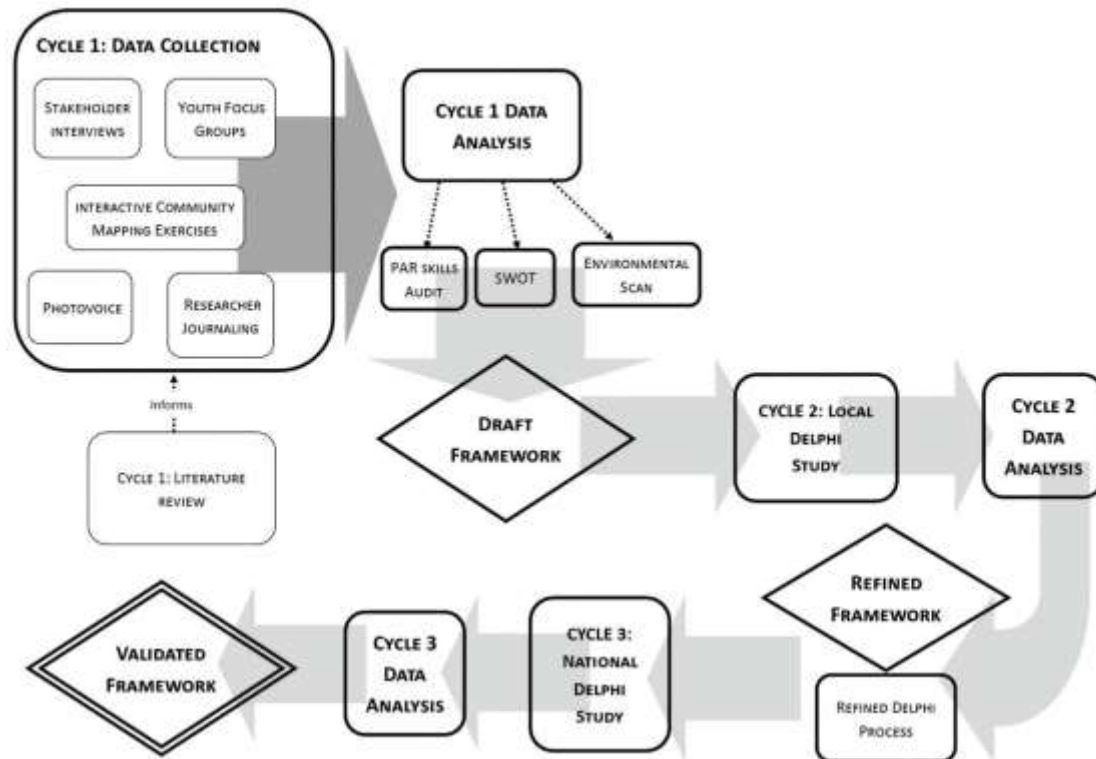 CYCLE 1: DATA COLLECTION
STAKEHOLDER
INTERVIEWS
YOUTH FOCUS
GROUPS
INTERACTIVE COMMUNITY
MAPPING EXERCISES
PHOTOVOICE
RESEARCHER
JOURNALING
Informs
CYCLE 1: LITERATURE
REVIEW
CYCLE 1 DATA
ANALYSIS
PAR SKILLS
AUDIT
SWOT
ENVIRONMENTAL
SCAN
DRAFT
FRAMEWORK
CYCLE 2: LOCAL
DELPHI
STUDY
CYCLE 2
DATA
ANALYSIS
REFINED
FRAMEWORK
REFINED DELPHI
PROCESS
CYCLE 3:
NATIONAL
DELPHI
STUDY
CYCLE 3
DATA
ANALYSIS
VALIDATED
FRAMEWORK